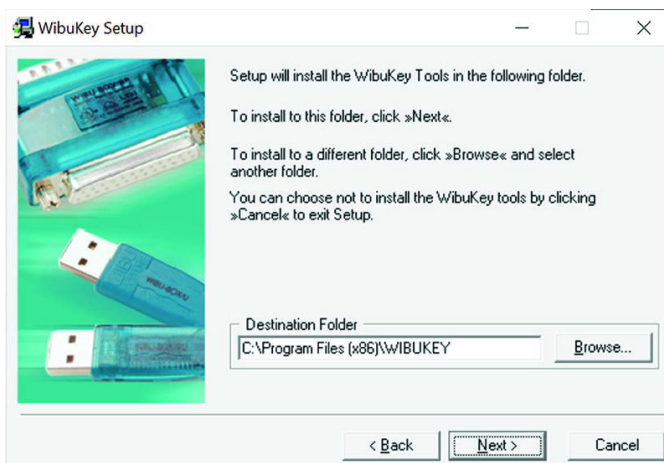 WibuKey Setup
Setup will install the WibuKey Tools in the following folder.
To install to this folder, click »Next«.
To install to a different folder, click »Browse« and select
another folder.
You can choose not to install the WibuKey tools by clicking
»Cancel« to exit Setup.
WIBU-BOX/U
Destination Folder
C:\Program Files (x86)\WIBUKEY
Browse...
< Back
Next >
Cancel